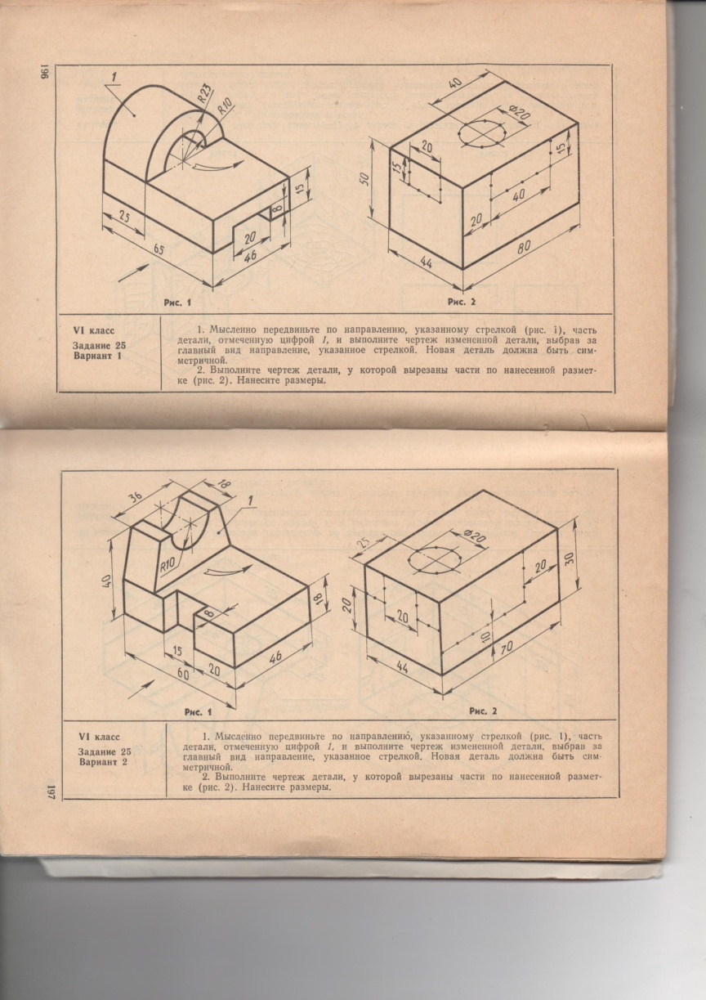 196
1
R23
R10
15
8
25
65
20
46
Рис. 1
40
Ф20
20
15
15
50
40
20
44
80
Рис. 2
VI класс
Задание 25
Вариант 1
1. Мысленно передвиньте по направлению, указанному стрелкой (рис. 1), часть
детали, отмеченную цифрой 1, и выполните чертеж измененной детали, выбрав за
главный вид направление, указанное стрелкой. Новая деталь должна быть сим-
метричной.
2. Выполните чертеж детали, у которой вырезаны части по нанесенной размет-
ке (рис. 2). Нанесите размеры.
36
18
1
R10
40
18
8
15
60
20
46
Рис. 1
25
Ф20
20
30
20
20
10
44
70
Рис. 2
VI класс
Задание 25
Вариант 2
1. Мысленно передвиньте по направлению, указанному стрелкой (рис. 1), часть
детали, отмеченную цифрой 1, и выполните чертеж измененной детали, выбрав за
главный вид направление, указанное стрелкой. Новая деталь должна быть сим-
метричной.
2. Выполните чертеж детали, у которой вырезаны части по нанесенной размет-
ке (рис. 2). Нанесите размеры.
197